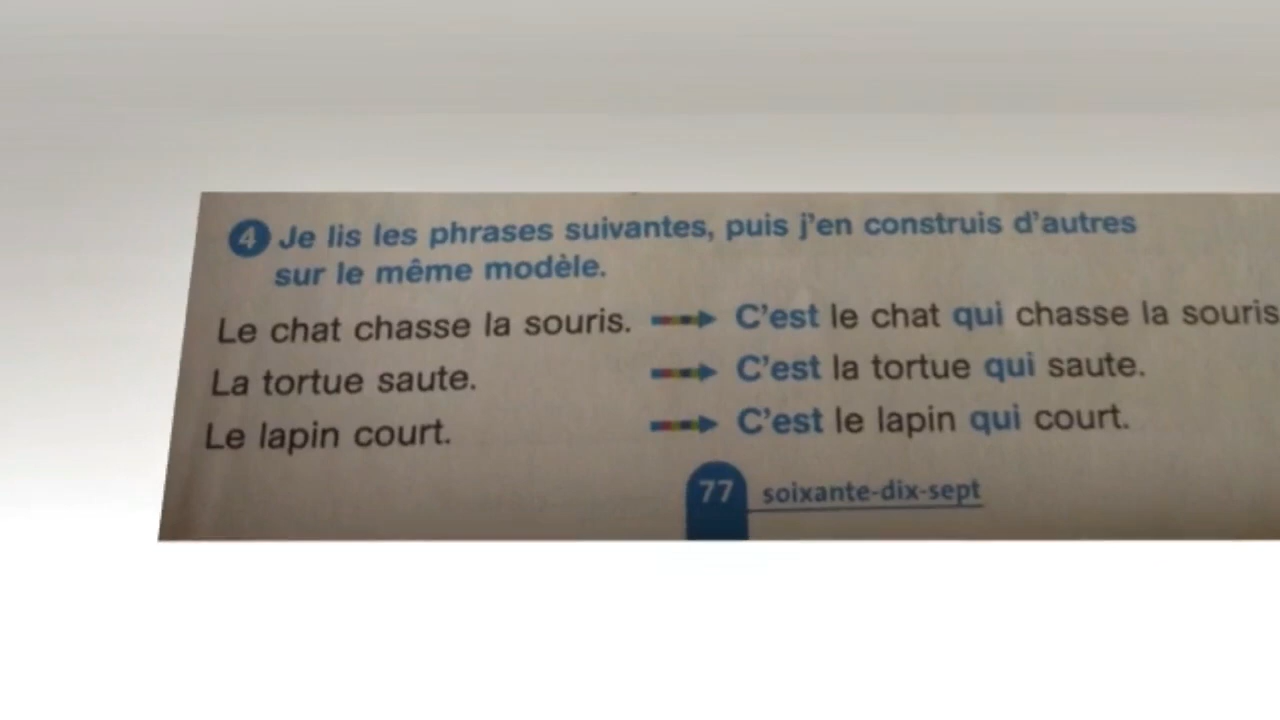 4 Je lis les phrases suivantes, puis j'en construis d'autres
sur le même modèle.
Le chat chasse la souris. C'est le chat qui chasse la souris
La tortue saute. C'est la tortue qui saute.
Le lapin court. C'est le lapin qui court.
77 soixante-dix-sept